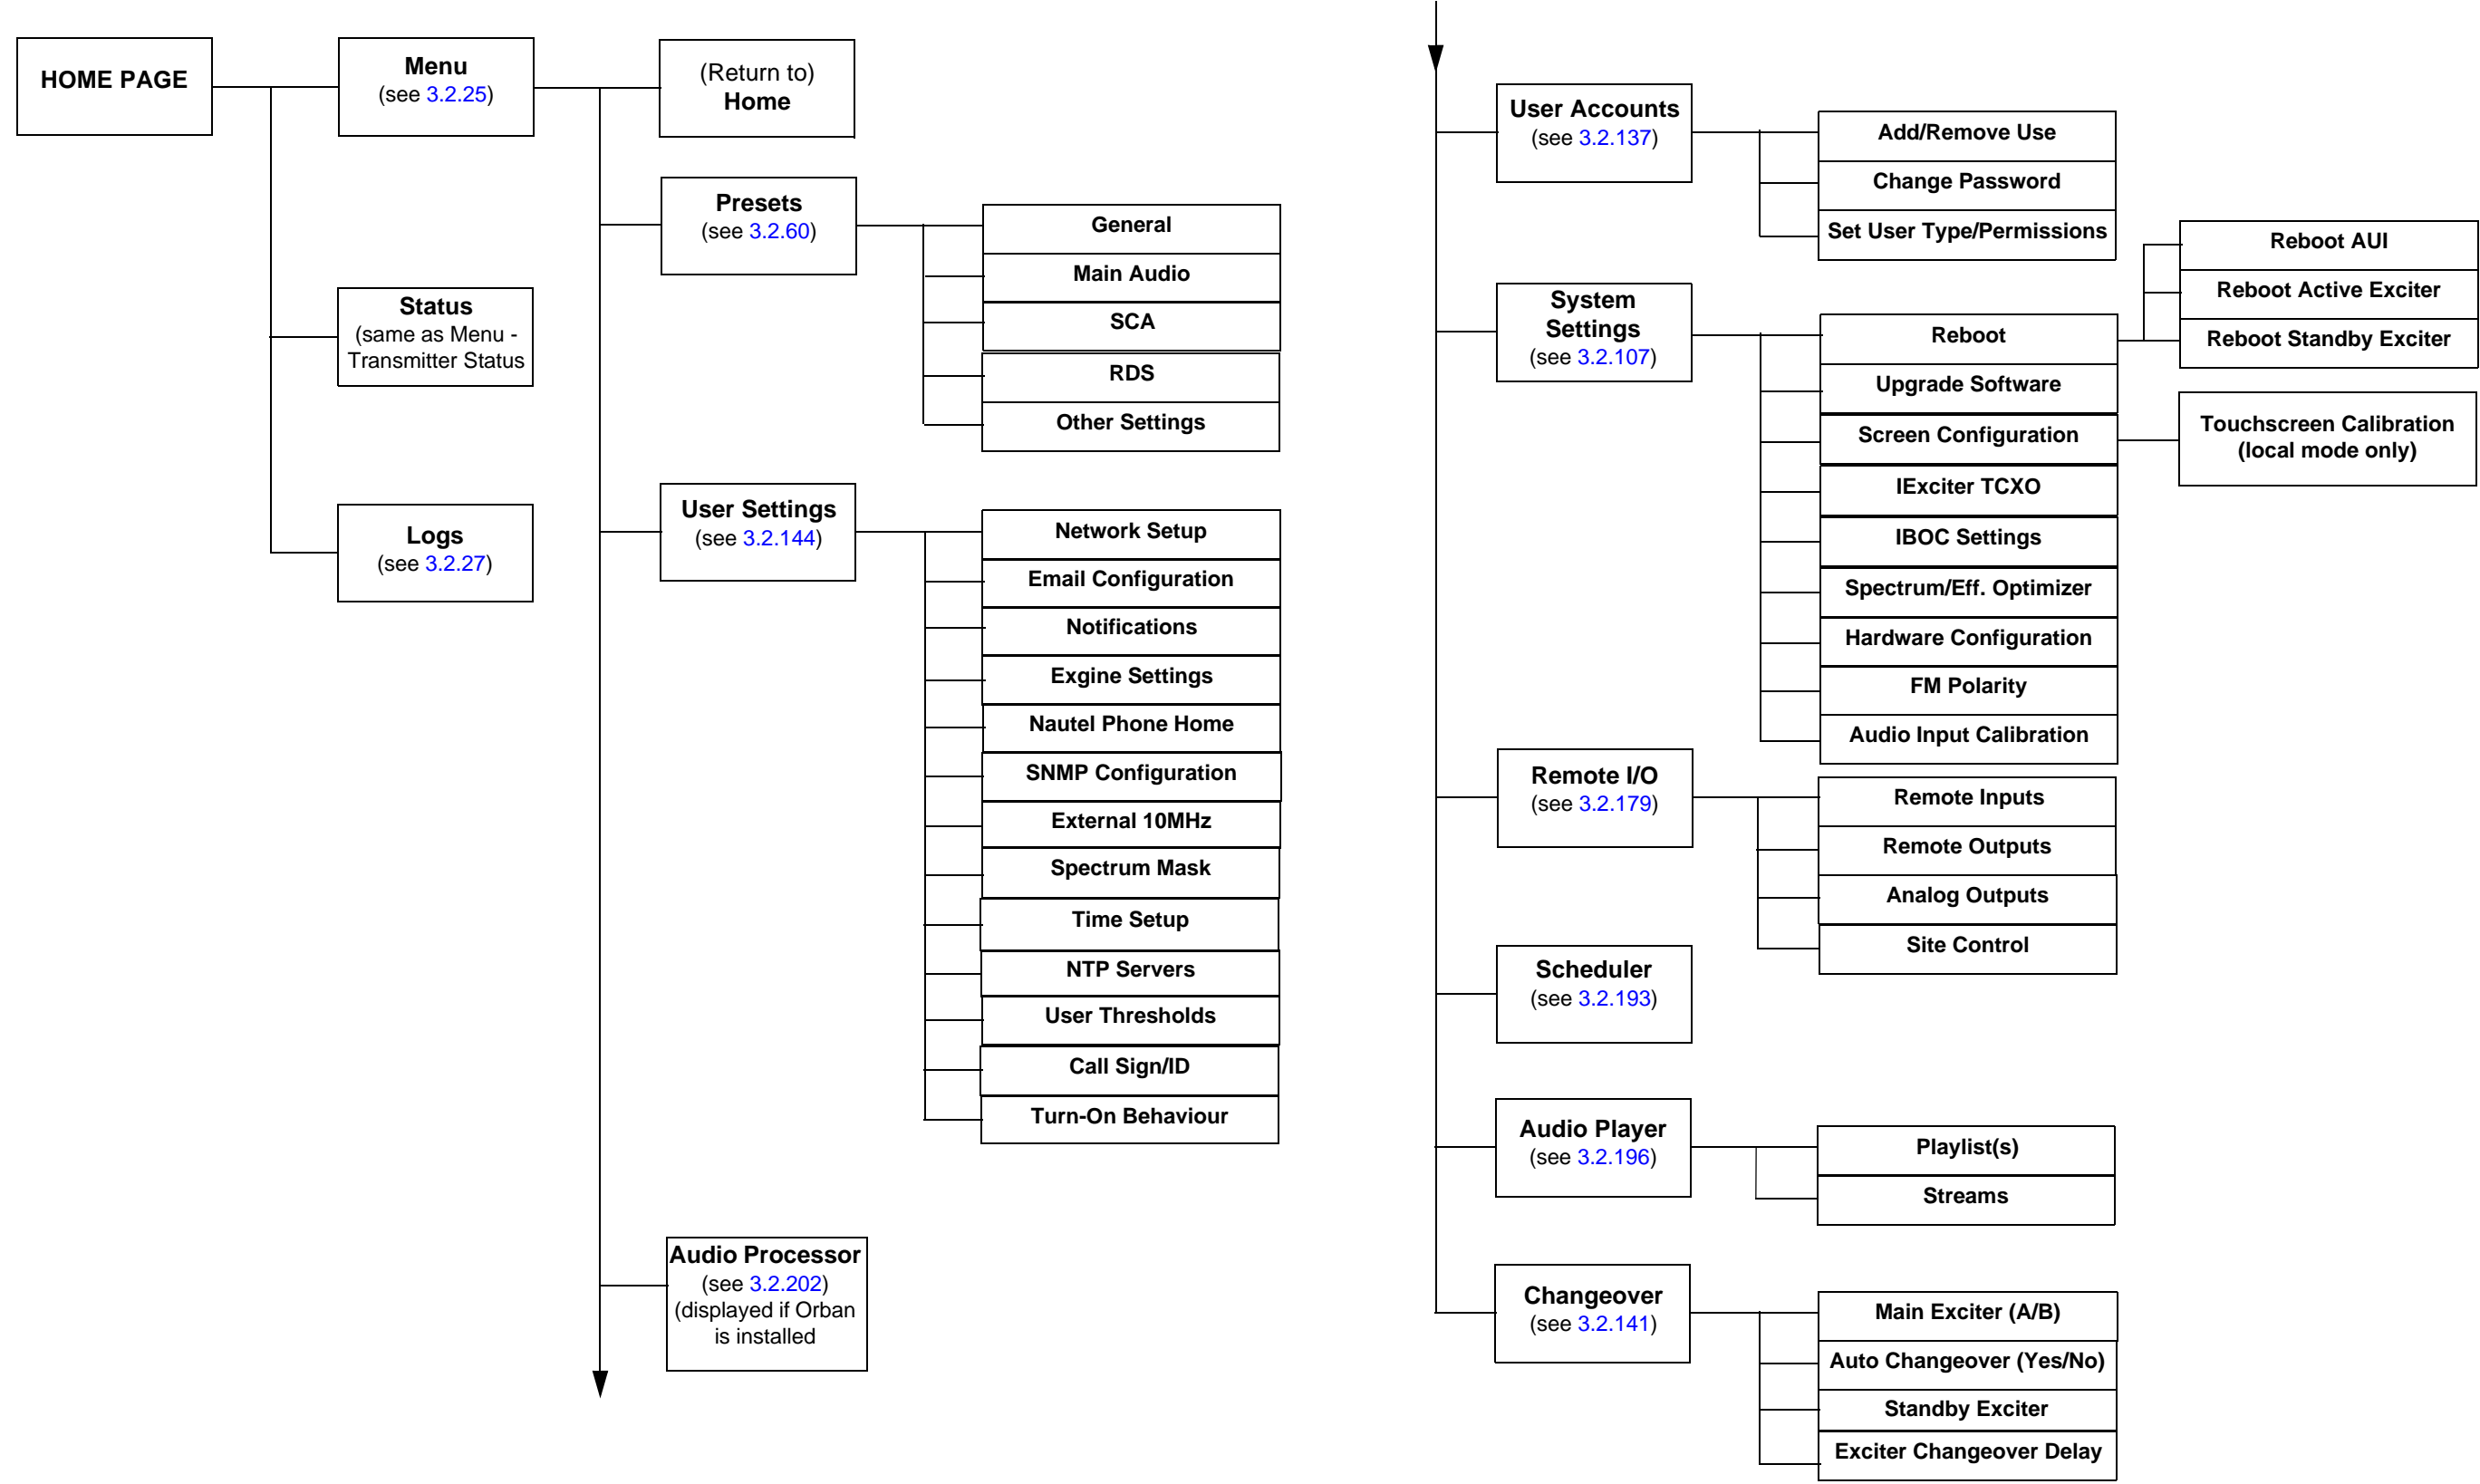 HOME PAGE
Menu
(see 3.2.25)
Status
(same as Menu -
Transmitter Status
Logs
(see 3.2.27)
(Return to)
Home
Presets
(see 3.2.60)
General
Main Audio
SCA
RDS
Other Settings
User Settings
(see 3.2.144)
Network Setup
Email Configuration
Notifications
Exgine Settings
Nautel Phone Home
SNMP Configuration
External 10MHz
Spectrum Mask
Time Setup
NTP Servers
User Thresholds
Call Sign/ID
Turn-On Behaviour
Audio Processor
(see 3.2.202)
(displayed if Orban
is installed
User Accounts
(see 3.2.137)
Add/Remove Use
Change Password
Set User Type/Permissions
System
Settings
(see 3.2.107)
Reboot
Upgrade Software
Screen Configuration
IExciter TCXO
IBOC Settings
Spectrum/Eff. Optimizer
Hardware Configuration
FM Polarity
Audio Input Calibration
Reboot AUI
Reboot Active Exciter
Reboot Standby Exciter
Touchscreen Calibration
(local mode only)
Remote I/O
(see 3.2.179)
Remote Inputs
Remote Outputs
Analog Outputs
Site Control
Scheduler
(see 3.2.193)
Audio Player
(see 3.2.196)
Playlist(s)
Streams
Changeover
(see 3.2.141)
Main Exciter (A/B)
Auto Changeover (Yes/No)
Standby Exciter
Exciter Changeover Delay